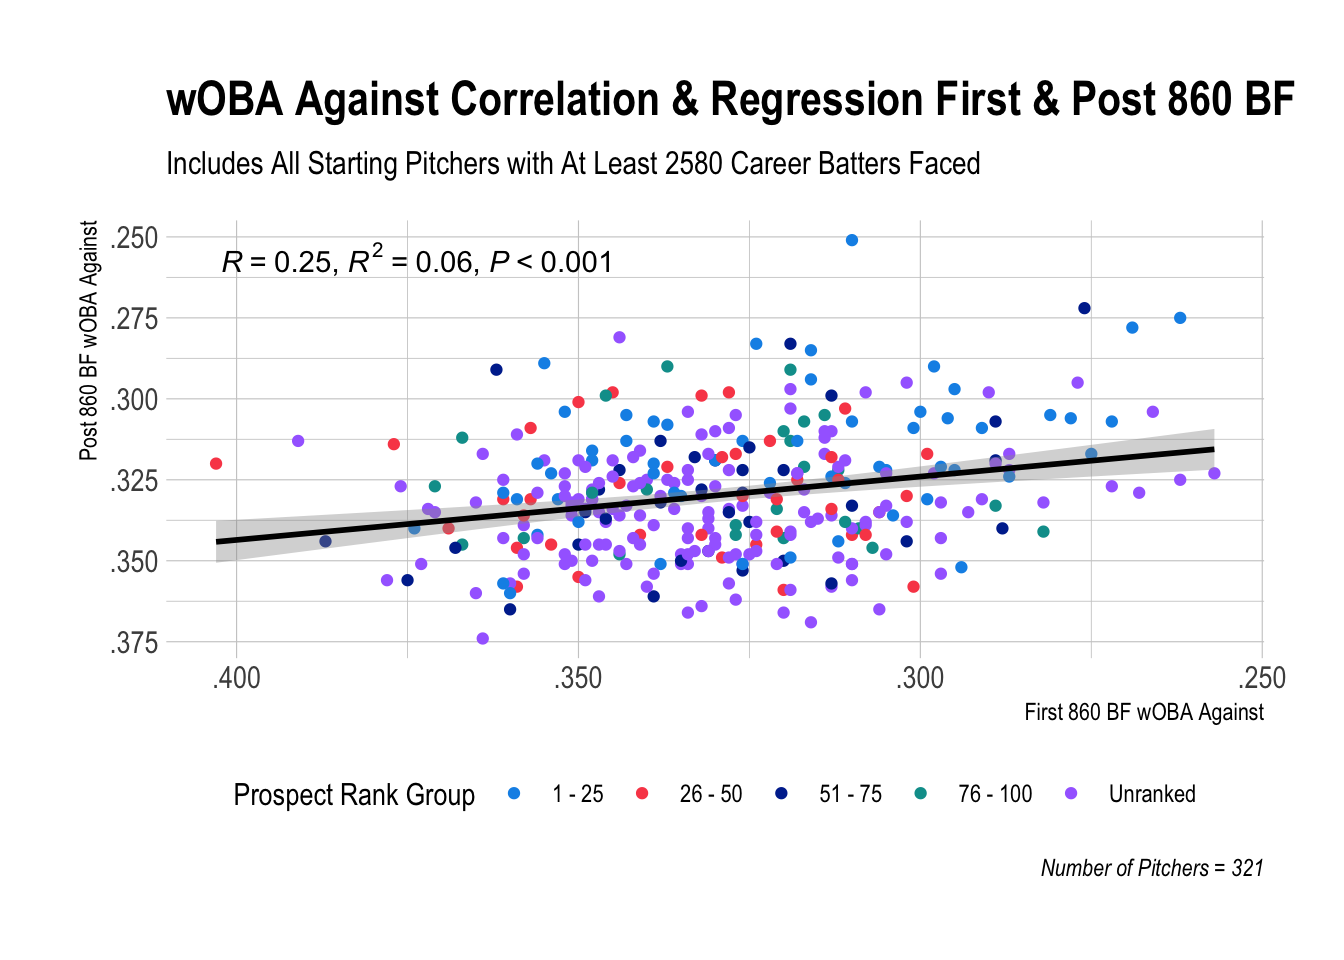 wOBA Against Correlation & Regression First & Post 860 BF
Includes All Starting Pitchers with At Least 2580 Career Batters Faced
Post 860 BF wOBA Against
.250
.275
.300
.325
.350
.375
R = 0.25, R² = 0.06, P < 0.001
.400 .350 .300 .250
First 860 BF wOBA Against
Prospect Rank Group 1 - 25 26 - 50 51 - 75 76 - 100 Unranked
Number of Pitchers = 321